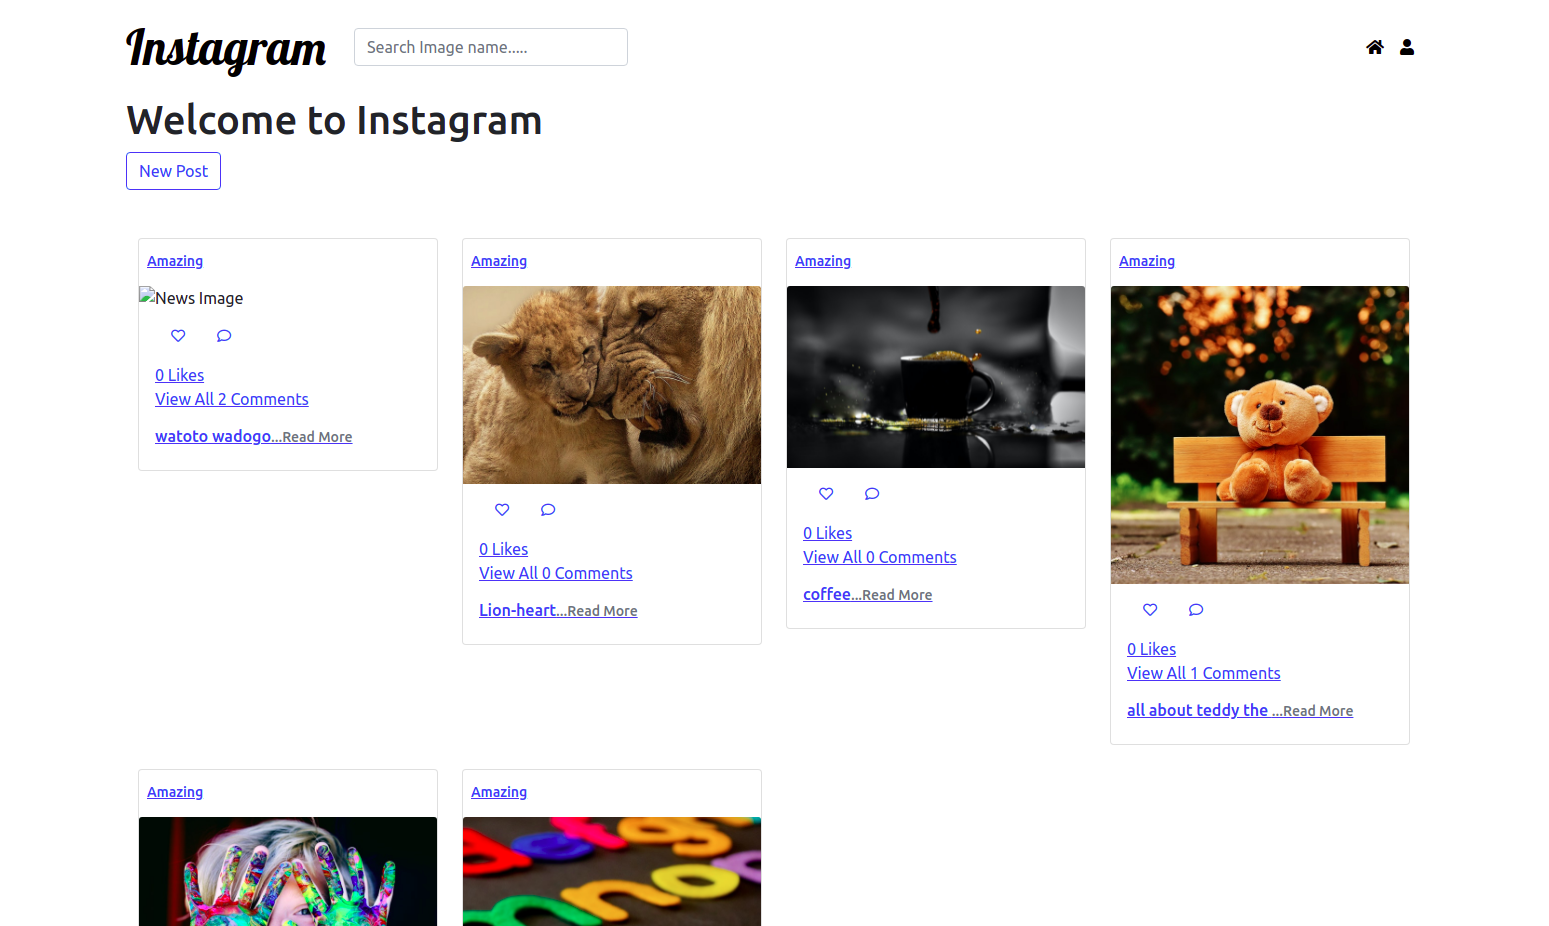 Instagram
Search Image name.....
Welcome to Instagram
New Post
Amazing
News Image
0 Likes
View All 2 Comments
watoto wadogo...Read More
Amazing
0 Likes
View All 0 Comments
Lion-heart...Read More
Amazing
0 Likes
View All 0 Comments
coffee...Read More
Amazing
0 Likes
View All 1 Comments
all about teddy the ...Read More
Amazing
Amazing